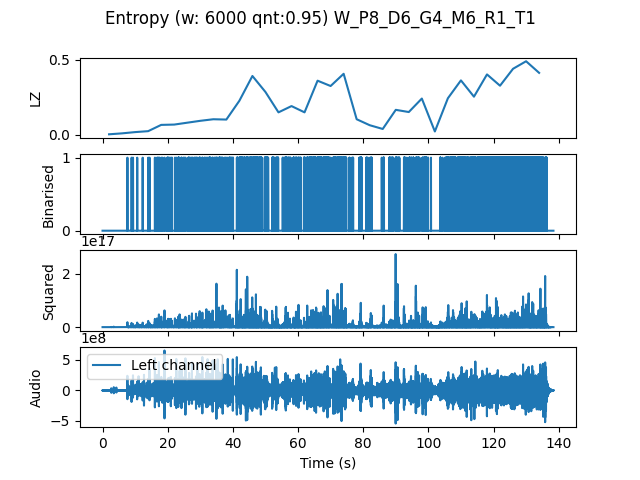 Entropy (w: 6000 qnt:0.95) W_P8_D6_G4_M6_R1_T1
0.5
0.0
LZ
1
0
Binarised
1e17
2
0
Squared
1e8
5
0
−5
Audio
Left channel
0 20 40 60 80 100 120 140
Time (s)